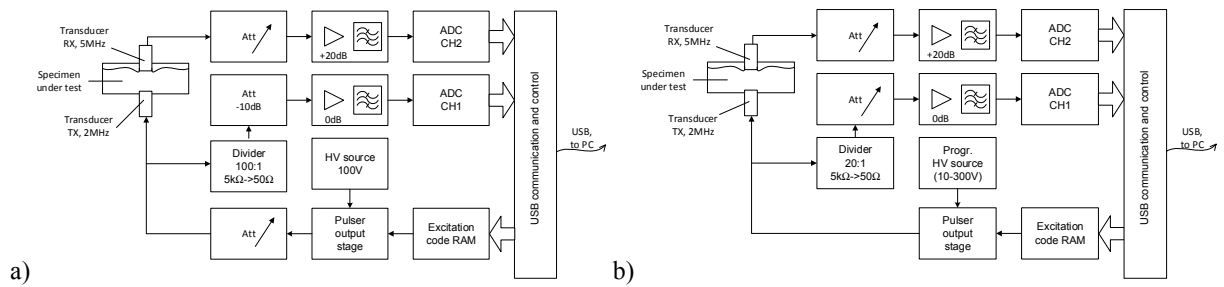 Transducer
RX, 5MHz
Specimen
under test
Transducer
TX, 2MHz
Att
+20dB
ADC
CH2
Att
-10dB
0dB
ADC
CH1
Divider
100:1
5kΩ->50Ω
HV source
100V
Att
Pulser
output
stage
Excitation
code RAM
USB communication and control
USB,
to PC
a)
Transducer
RX, 5MHz
Specimen
under test
Transducer
TX, 2MHz
Att
+20dB
ADC
CH2
Att
0dB
ADC
CH1
Divider
20:1
5kΩ->50Ω
Progr.
HV source
(10-300V)
Pulser
output
stage
Excitation
code RAM
USB communication and control
USB,
to PC
b)